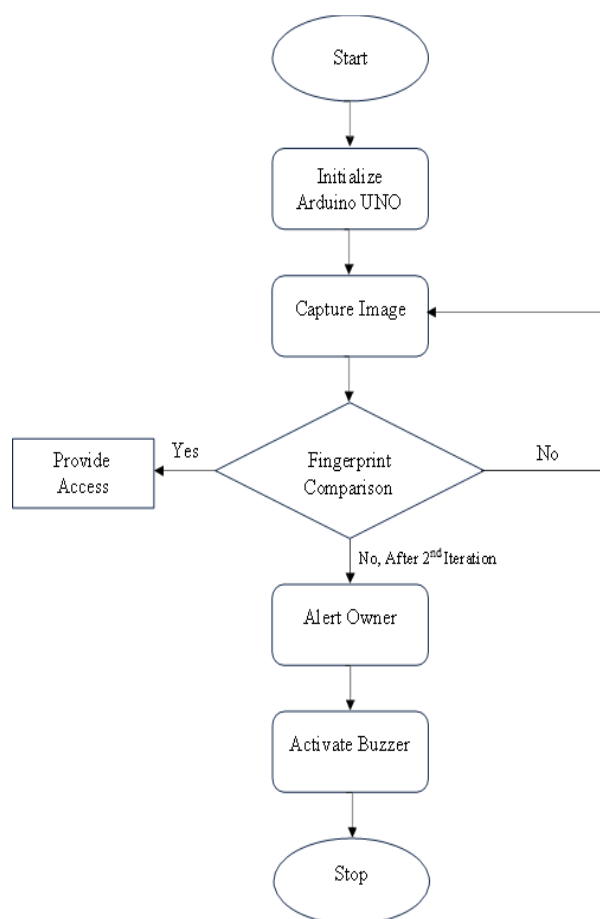 Start
Initialize
Arduino UNO
Capture Image
Yes
Provide
Access
Fingerprint
Comparison
No
No, After 2nd Iteration
Alert Owner
Activate Buzzer
Stop